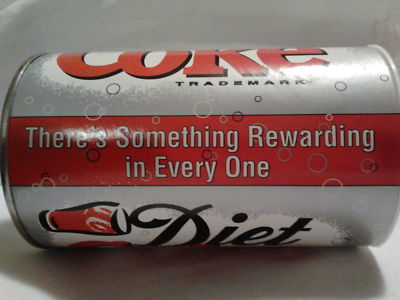 Coke
TRADEMARK
There's Something Rewarding
in Every One
Diet